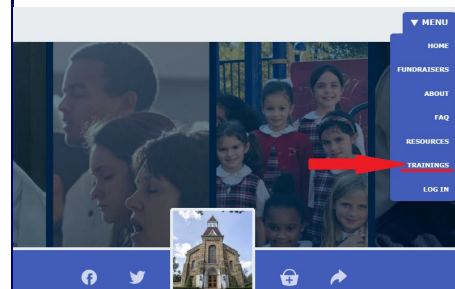 ▼ MENU
HOME
FUNDRAISERS
ABOUT
FAQ
RESOURCES
TRAININGS
LOG IN